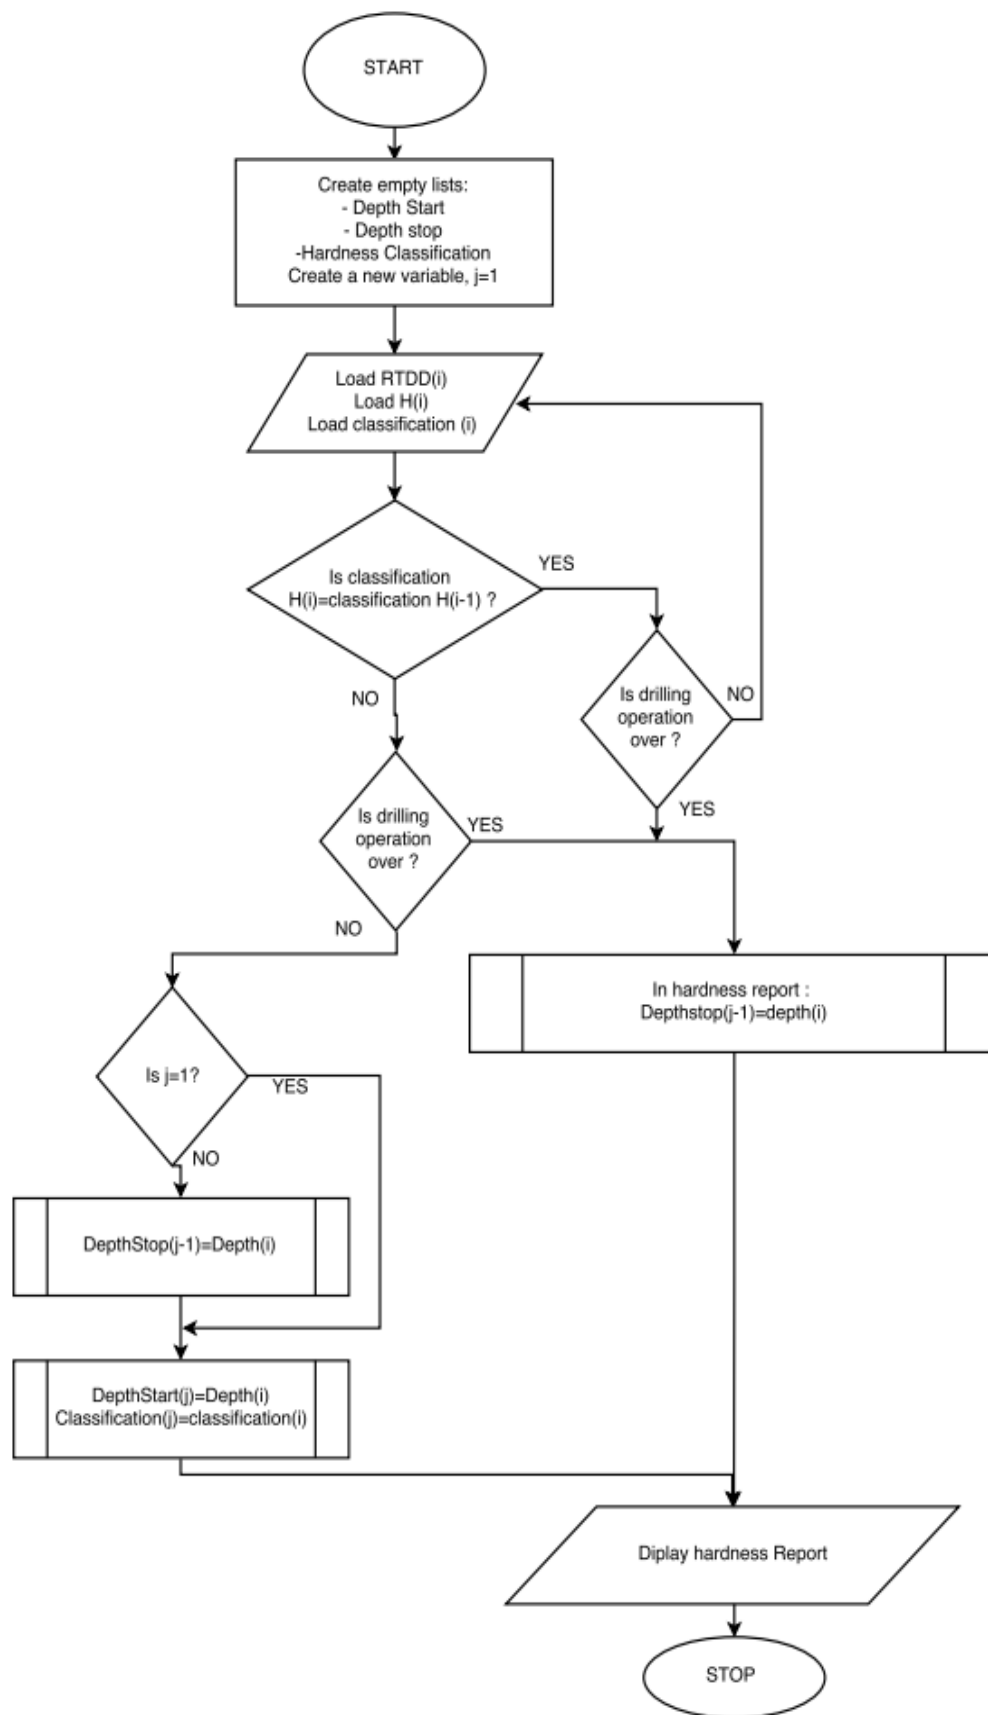 START
Create empty lists:
- Depth Start
- Depth stop
-Hardness Classification
Create a new variable, j=1
Load RTDD(i)
Load H(i)
Load classification (i)
Is classification
H(i)=classification H(i-1) ?
YES
NO
Is drilling
operation
over ?
NO
YES
Is drilling
operation
over ?
YES
NO
In hardness report :
Depthstop(j-1)=depth(i)
Is j=1?
YES
NO
DepthStop(j-1)=Depth(i)
DepthStart(j)=Depth(i)
Classification(j)=classification(i)
Diplay hardness Report
STOP